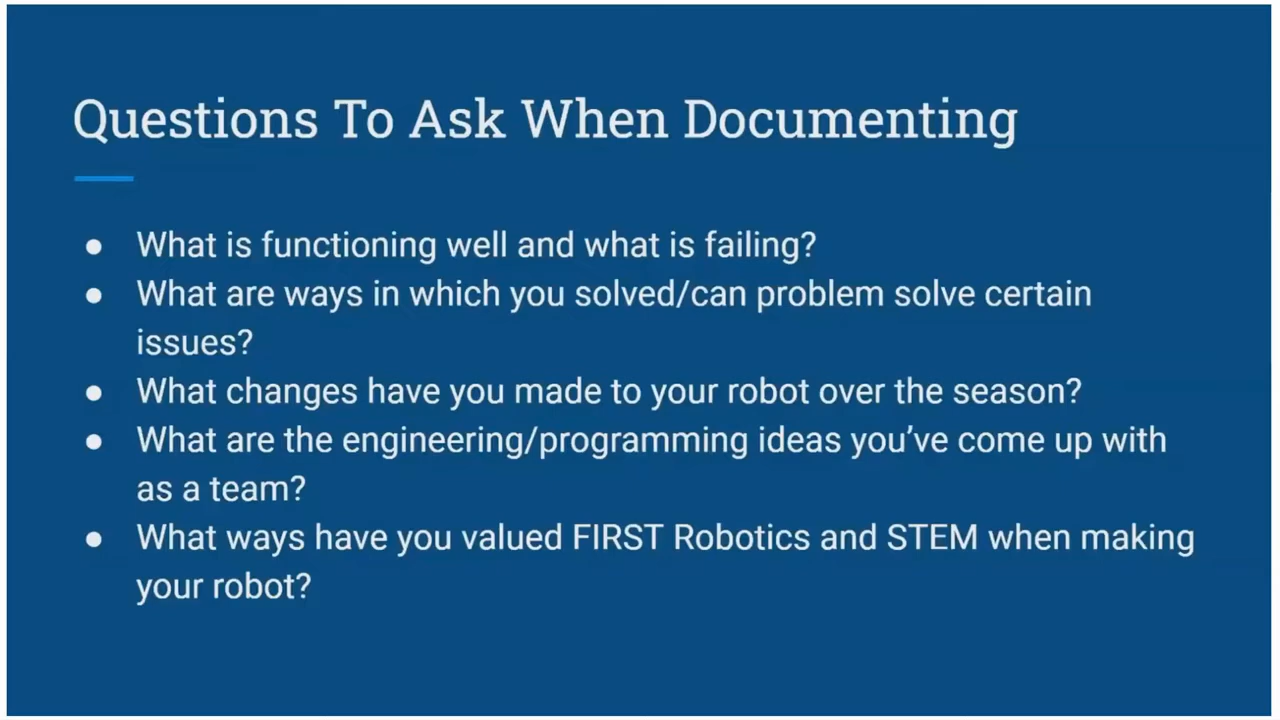 Questions To Ask When Documenting
● What is functioning well and what is failing?
● What are ways in which you solved/can problem solve certain
issues?
● What changes have you made to your robot over the season?
● What are the engineering/programming ideas you’ve come up with
as a team?
● What ways have you valued FIRST Robotics and STEM when making
your robot?